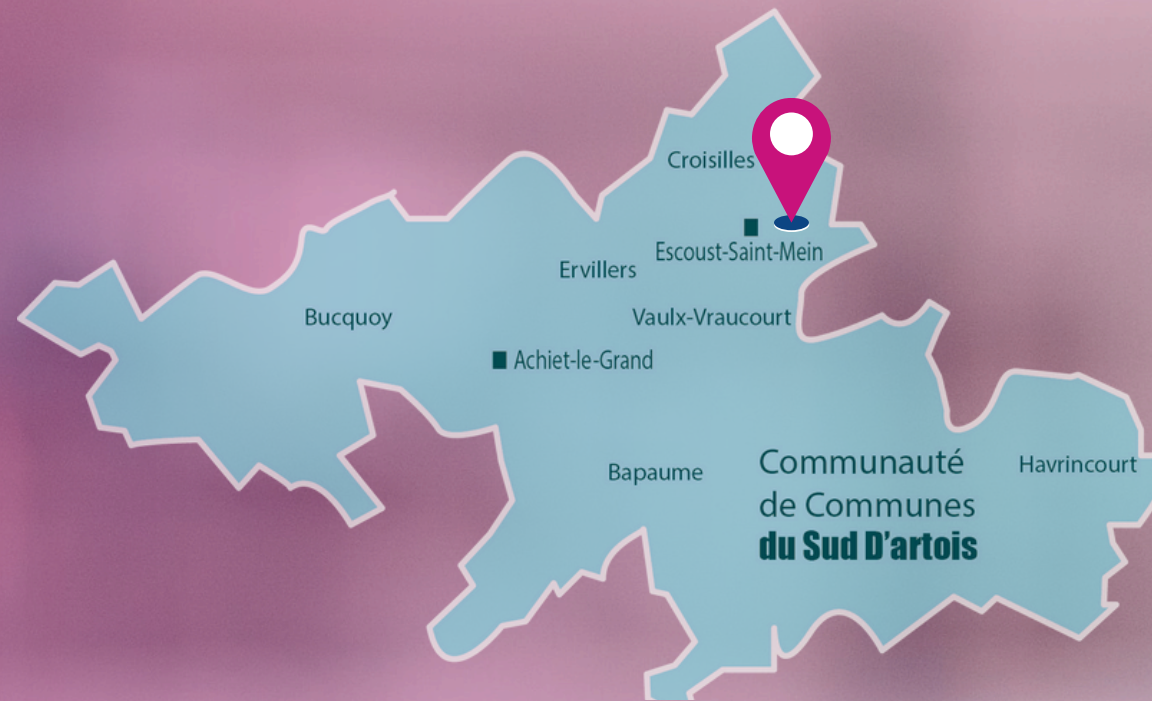 Croisilles
Escoust-Saint-Mein
Ervillers
Bucquoy
Vaulx-Vraucourt
Achiet-le-Grand
Bapaume
Communauté
de Communes
du Sud D'artois
Havrincourt